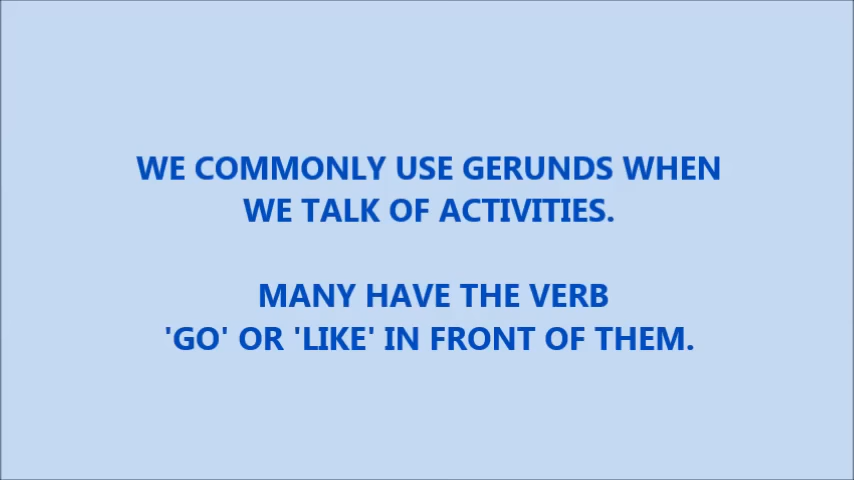 WE COMMONLY USE GERUNDS WHEN
WE TALK OF ACTIVITIES.
MANY HAVE THE VERB
'GO' OR 'LIKE' IN FRONT OF THEM.